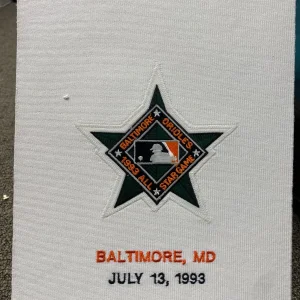 BALTIMORE ORIOLES
1993 ALL STAR GAME
BALTIMORE, MD
JULY 13, 1993